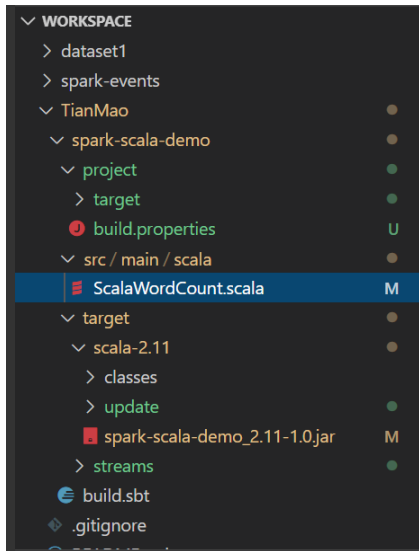 WORKSPACE
dataset1
spark-events
TianMao
spark-scala-demo
project
target
build.properties U
src / main / scala
ScalaWordCount.scala M
target
scala-2.11
classes
update
spark-scala-demo_2.11-1.0.jar M
streams
build.sbt
.gitignore